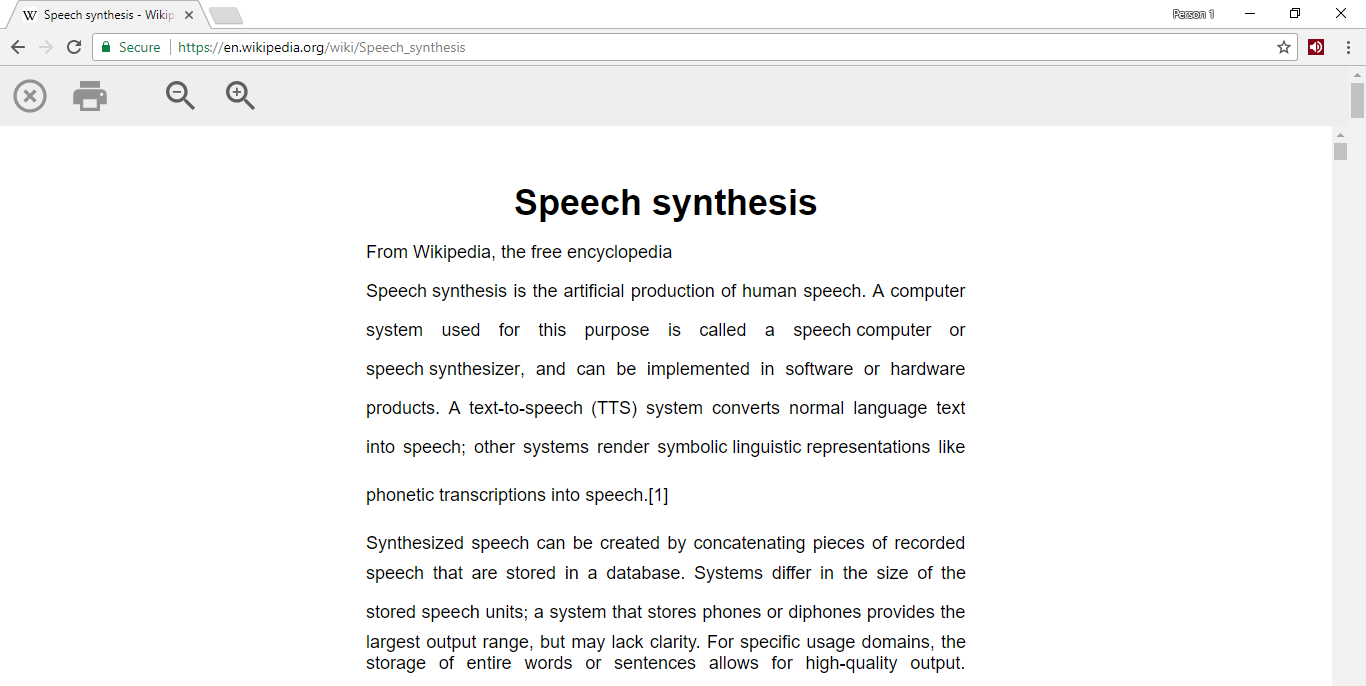 Speech synthesis - Wikip
Person 1
Secure
https://en.wikipedia.org/wiki/Speech_synthesis
Speech synthesis
From Wikipedia, the free encyclopedia
Speech synthesis is the artificial production of human speech. A computer
system used for this purpose is called a speech computer or
speech synthesizer, and can be implemented in software or hardware
products. A text-to-speech (TTS) system converts normal language text
into speech; other systems render symbolic linguistic representations like
phonetic transcriptions into speech.[1]
Synthesized speech can be created by concatenating pieces of recorded
speech that are stored in a database. Systems differ in the size of the
stored speech units; a system that stores phones or diphones provides the
largest output range, but may lack clarity. For specific usage domains, the
storage of entire words or sentences allows for high-quality output.